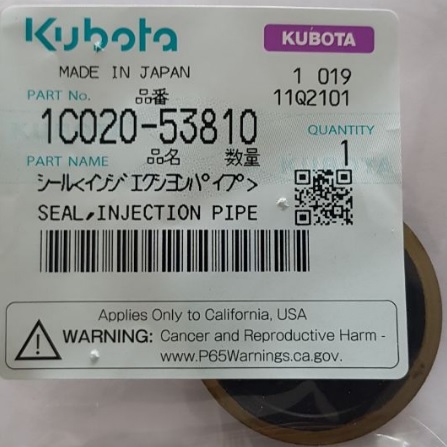 Kubota
KUBOTA
MADE IN JAPAN
1 019
PART No.
品番
11Q2101
1C020-53810
QUANTITY
PART NAME
品名
数量
1
シール<インジエクシヨンパイプ>
SEAL,INJECTION PIPE
Applies Only to California, USA
WARNING: Cancer and Reproductive Harm -
www.P65Warnings.ca.gov.